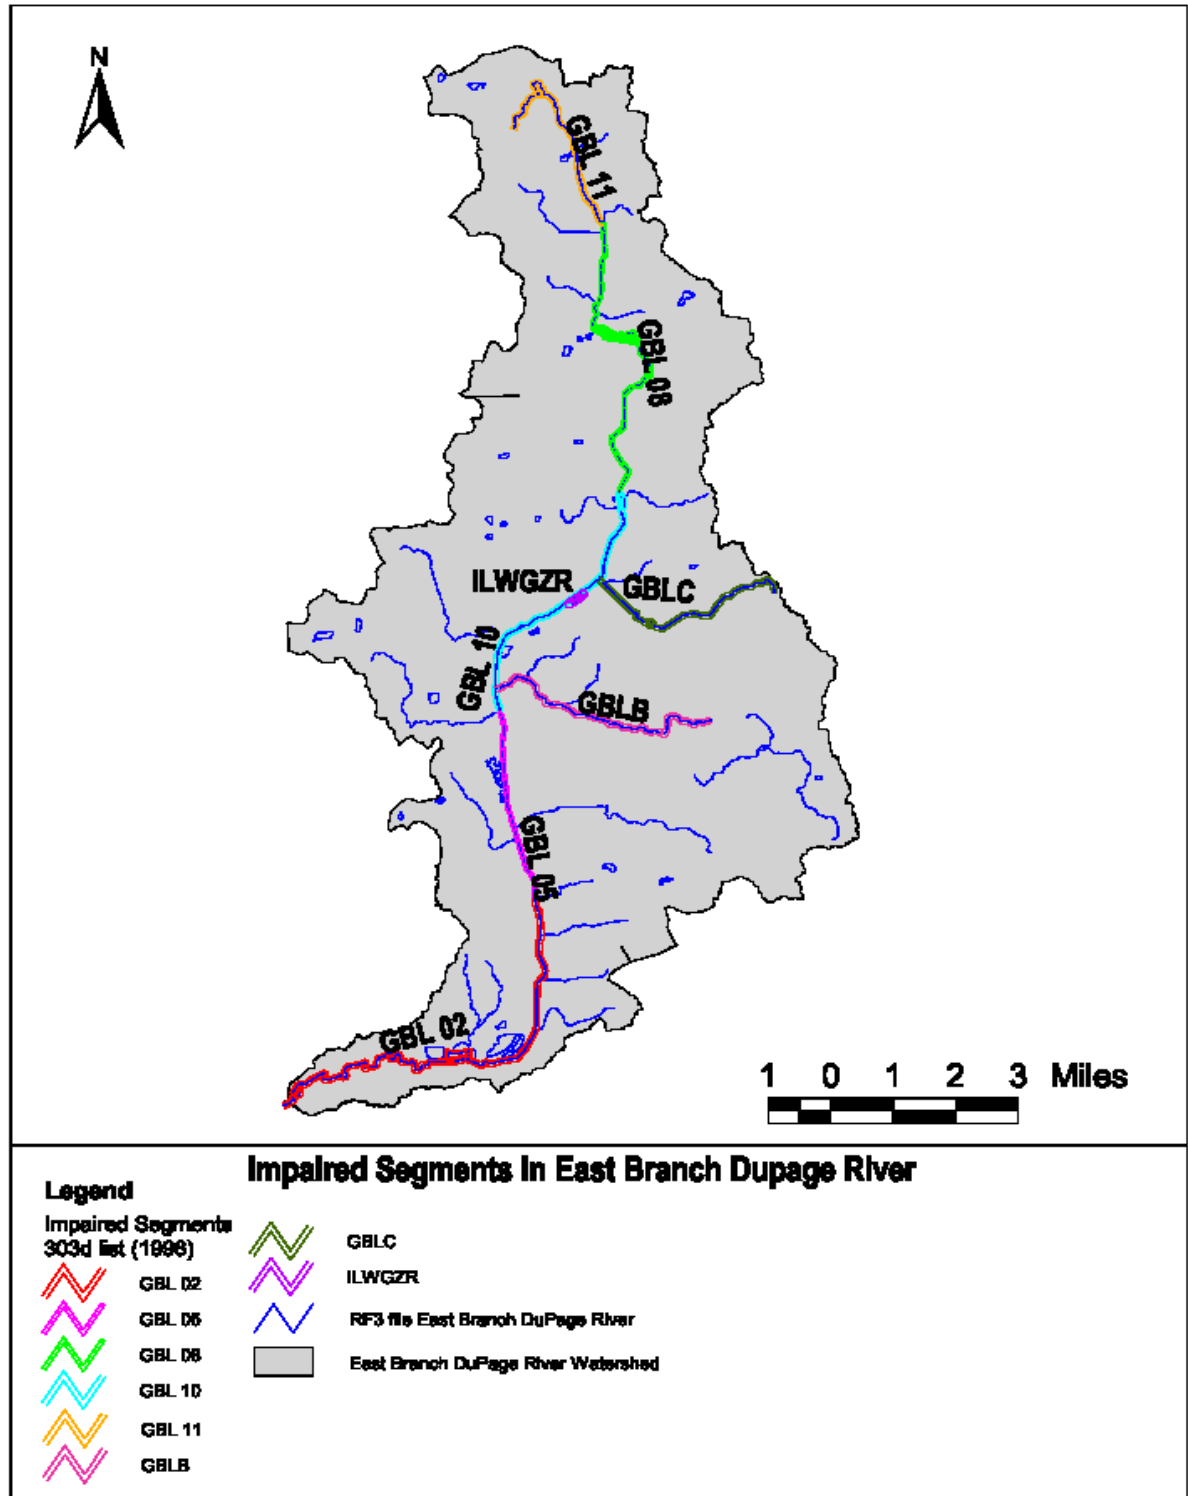 N
GBL 11
GBL 08
ILWGZR
GBLC
GBL 10
GBLB
GBL 05
GBL 02
1 0 1 2 3 Miles
Impaired Segments in East Branch Dupage River
Legend
Impaired Segments
303d list (1998)
GBL 02
GBL 05
GBL 08
GBL 10
GBL 11
GBLB
GBLC
ILWGZR
RF3 file East Branch DuPage River
East Branch DuPage River Watershed